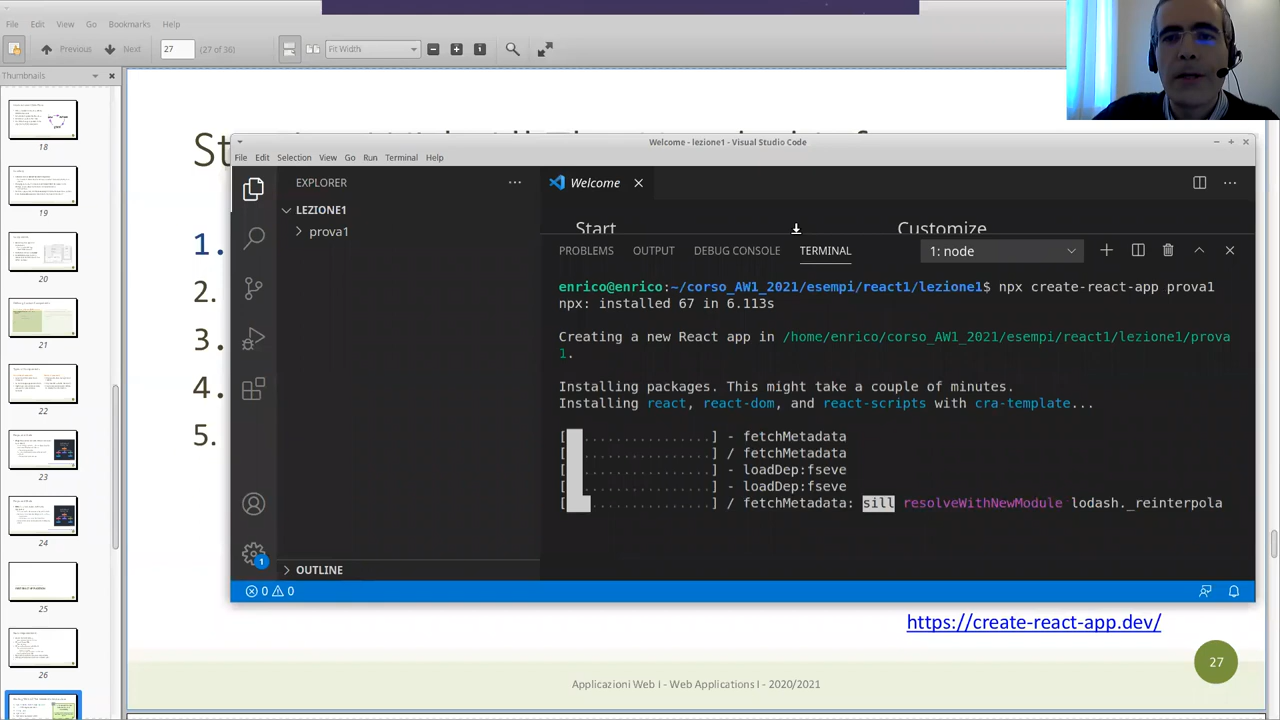 File Edit View Go Bookmarks Help
Previous Next 27 (27 of 36) Fit Width
Thumbnails
18
19
20
21
22
23
24
25
26
St
1.
2.
3.
4.
5.
Welcome - lezione1 - Visual Studio Code
File Edit Selection View Go Run Terminal Help
EXPLORER
LEZIONE1
prova1
OUTLINE
Welcome
Start Customize
PROBLEMS OUTPUT DEBUG CONSOLE TERMINAL 1: node
enrico@enrico:~/corso_AW1_2021/esempi/react1/lezione1$ npx create-react-app prova1
npx: installed 67 in 6.113s
Creating a new React app in /home/enrico/corso_AW1_2021/esempi/react1/lezione1/prova
1.
Installing packages. This might take a couple of minutes.
Installing react, react-dom, and react-scripts with cra-template...
[ ................] / fetchMetadata
[ ................] / fetchMetadata
[ ................] - loadDep:fseve
[ ................] - loadDep:fseve
[ ................] / fetchMetadata: sill resolveWithNewModule lodash._reinterpola
1
0 0
https://create-react-app.dev/
27
Applicazioni Web I - Web Applications I - 2020/2021